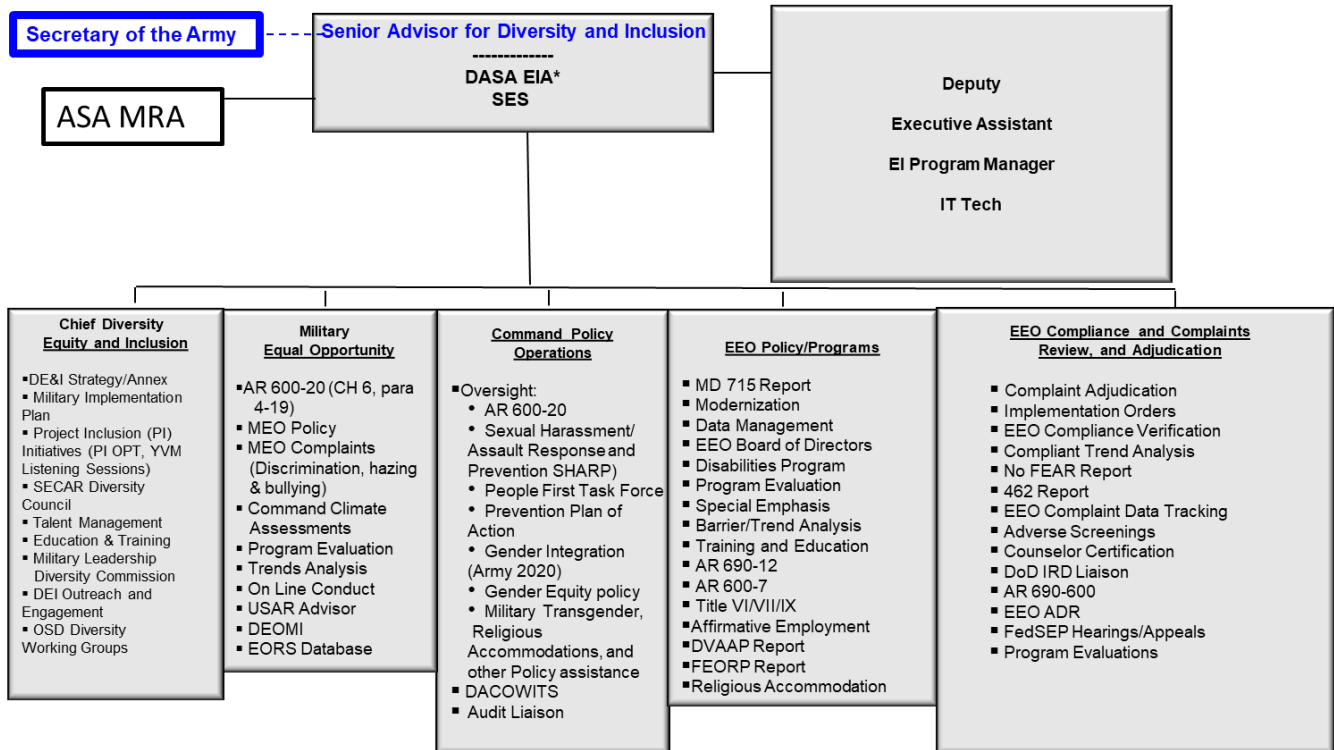 Secretary of the Army
Senior Advisor for Diversity and Inclusion
-------------
DASA EIA*
SES
ASA MRA
Deputy
Executive Assistant
EI Program Manager
IT Tech
Chief Diversity
Equity and Inclusion
▪DE&I Strategy/Annex
▪ Military Implementation
Plan
▪ Project Inclusion (PI)
Initiatives (PI OPT, YVM
Listening Sessions)
▪ SECAR Diversity
Council
▪ Talent Management
▪ Education & Training
▪ Military Leadership
Diversity Commission
▪ DEI Outreach and
Engagement
▪ OSD Diversity
Working Groups
Military
Equal Opportunity
▪AR 600-20 (CH 6, para
4-19)
▪ MEO Policy
▪ MEO Complaints
(Discrimination, hazing
& bullying)
▪ Command Climate
Assessments
▪ Program Evaluation
▪ Trends Analysis
▪ On Line Conduct
▪ USAR Advisor
▪ DEOMI
▪ EORS Database
Command Policy
Operations
▪Oversight:
• AR 600-20
• Sexual Harassment/
Assault Response and
Prevention SHARP)
• People First Task Force
• Prevention Plan of
Action
• Gender Integration
(Army 2020)
• Gender Equity policy
• Military Transgender,
Religious
Accommodations, and
other Policy assistance
▪ DACOWITS
▪ Audit Liaison
EEO Policy/Programs
▪ MD 715 Report
▪ Modernization
▪ Data Management
▪ EEO Board of Directors
▪ Disabilities Program
▪ Program Evaluation
▪ Special Emphasis
▪ Barrier/Trend Analysis
▪ Training and Education
▪ AR 690-12
▪ AR 600-7
▪ Title VI/VII/IX
▪Affirmative Employment
▪DVAAP Report
▪FEORP Report
▪Religious Accommodation
EEO Compliance and Complaints
Review, and Adjudication
▪ Complaint Adjudication
▪ Implementation Orders
▪ EEO Compliance Verification
▪ Compliant Trend Analysis
▪ No FEAR Report
▪ 462 Report
▪ EEO Complaint Data Tracking
▪ Adverse Screenings
▪ Counselor Certification
▪ DoD IRD Liaison
▪ AR 690-600
▪ EEO ADR
▪ FedSEP Hearings/Appeals
▪ Program Evaluations